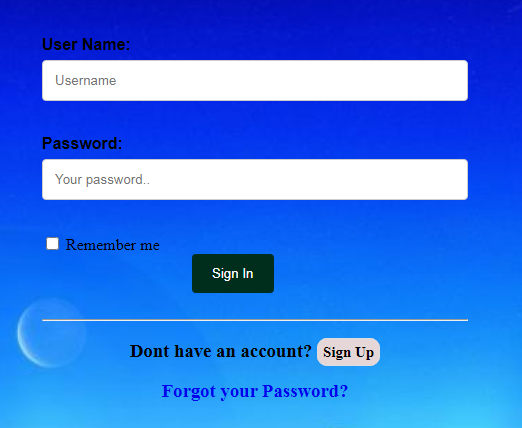 User Name:
Username
Password:
Your password..
Remember me
Sign In
Dont have an account? Sign Up
Forgot your Password?